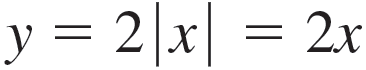 y = 2|x| = 2x